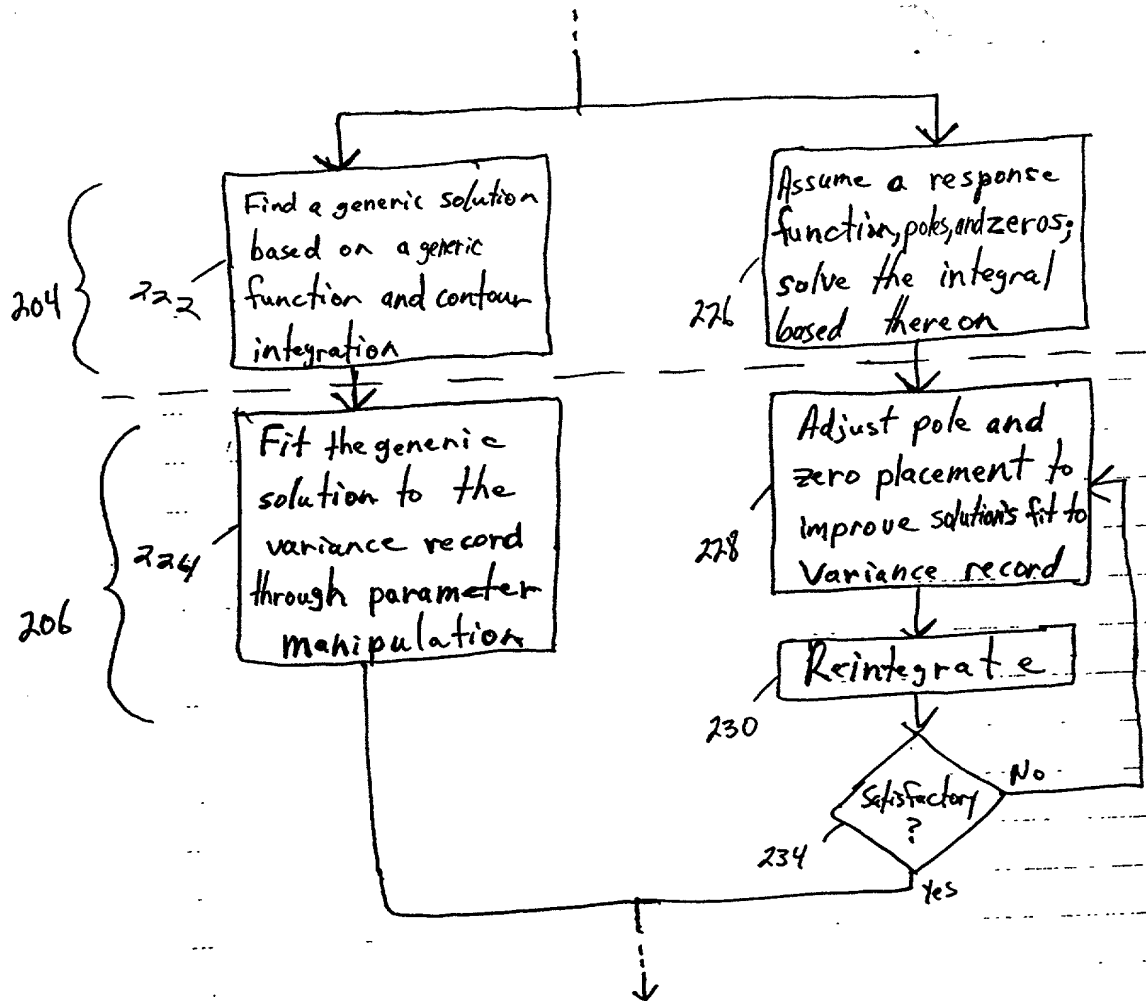 204
222
Find a generic solution
based on a generic
function and contour
integration
226
Assume a response
function, poles, and zeros;
solve the integral
based thereon
206
224
Fit the generic
solution to the
variance record
through parameter
manipulation
228
Adjust pole and
zero placement to
improve solution's fit to
variance record
230
Reintegrate
234
Satisfactory
?
No
Yes